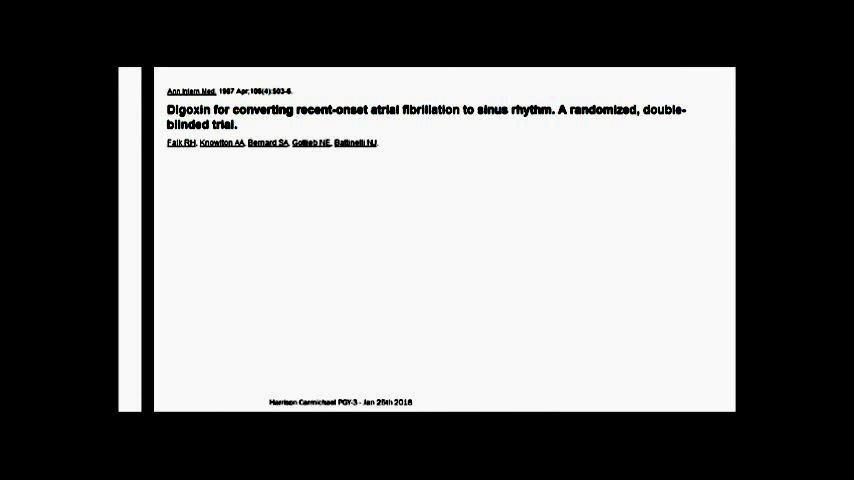 Ann Intern Med. 1987 Apr;106(4):503-6.
Digoxin for converting recent-onset atrial fibrillation to sinus rhythm. A randomized, double-
blinded trial.
Falk RH, Knowlton AA, Bernard SA, Gotlieb NE, Battinelli NJ.
Harrison Carmichael PGY-3 - Jan 25th 2018